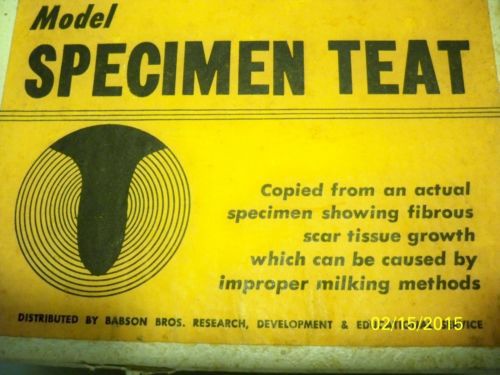 Model
SPECIMEN TEAT
Copied from an actual
specimen showing fibrous
scar tissue growth
which can be caused by
improper milking methods
DISTRIBUTED BY BABSON BROS. RESEARCH, DEVELOPMENT & SERVICE
02/15/2015